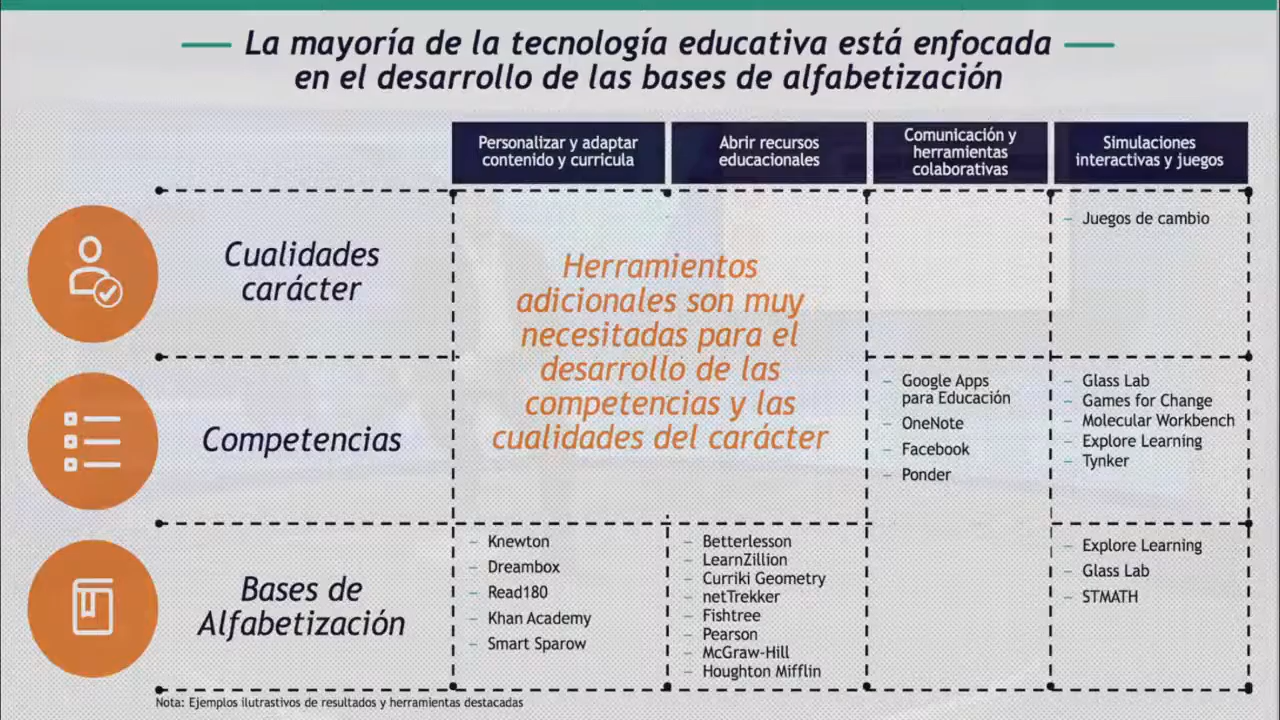 La mayoría de la tecnología educativa está enfocada
en el desarrollo de las bases de alfabetización
Personalizar y adaptar
contenido y currícula
Abrir recursos
educacionales
Comunicación y
herramientas
colaborativas
Simulaciones
interactivas y juegos
Cualidades
carácter
Herramientos
adicionales son muy
necesitadas para el
desarrollo de las
competencias y las
cualidades del carácter
– Juegos de cambio
Competencias
– Google Apps
para Educación
– OneNote
– Facebook
– Ponder
– Glass Lab
– Games for Change
– Molecular Workbench
– Explore Learning
– Tynker
Bases de
Alfabetización
– Knewton
– Dreambox
– Read180
– Khan Academy
– Smart Sparow
– Betterlesson
– LearnZillion
– Curriki Geometry
– netTrekker
– Fishtree
– Pearson
– McGraw-Hill
– Houghton Mifflin
– Explore Learning
– Glass Lab
– STMATH
Nota: Ejemplos ilutrastivos de resultados y herramientas destacadas